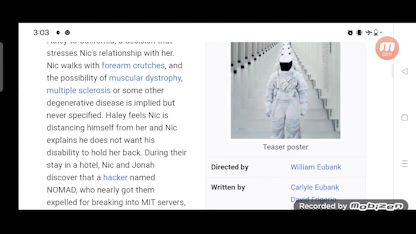 3:03
Haley to California, a decision that
stresses Nic's relationship with her.
Nic walks with forearm crutches, and
the possibility of muscular dystrophy,
multiple sclerosis or some other
degenerative disease is implied but
never specified. Haley feels Nic is
distancing himself from her and Nic
explains he does not want his
disability to hold her back. During their
stay in a hotel, Nic and Jonah
discover that a hacker named
NOMAD, who nearly got them
expelled for breaking into MIT servers,
Teaser poster
Directed by William Eubank
Written by Carlyle Eubank
David Frigerio
Recorded by Mobizen